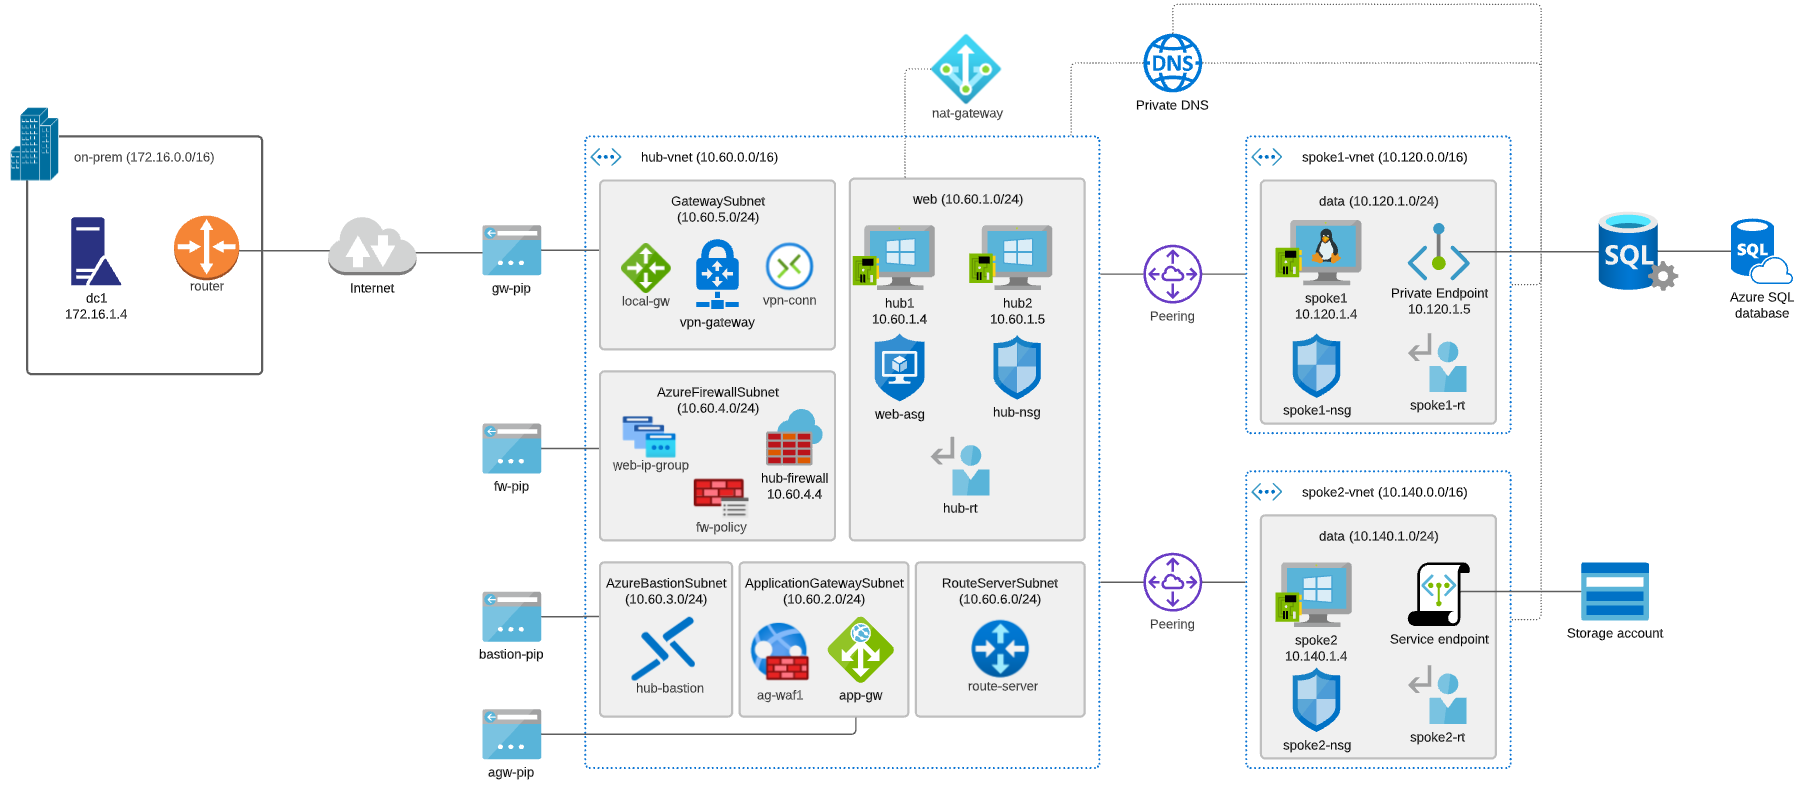 nat-gateway
DNS
Private DNS
on-prem (172.16.0.0/16)
dc1
172.16.1.4
router
Internet
gw-pip
fw-pip
bastion-pip
agw-pip
hub-vnet (10.60.0.0/16)
GatewaySubnet
(10.60.5.0/24)
local-gw
vpn-gateway
vpn-conn
AzureFirewallSubnet
(10.60.4.0/24)
web-ip-group
hub-firewall
10.60.4.4
fw-policy
AzureBastionSubnet
(10.60.3.0/24)
hub-bastion
ApplicationGatewaySubnet
(10.60.2.0/24)
ag-waf1
app-gw
RouteServerSubnet
(10.60.6.0/24)
route-server
web (10.60.1.0/24)
hub1
10.60.1.4
hub2
10.60.1.5
web-asg
hub-nsg
hub-rt
Peering
Peering
spoke1-vnet (10.120.0.0/16)
data (10.120.1.0/24)
spoke1
10.120.1.4
Private Endpoint
10.120.1.5
spoke1-nsg
spoke1-rt
spoke2-vnet (10.140.0.0/16)
data (10.140.1.0/24)
spoke2
10.140.1.4
Service endpoint
spoke2-nsg
spoke2-rt
SQL
SQL
Azure SQL
database
Storage account